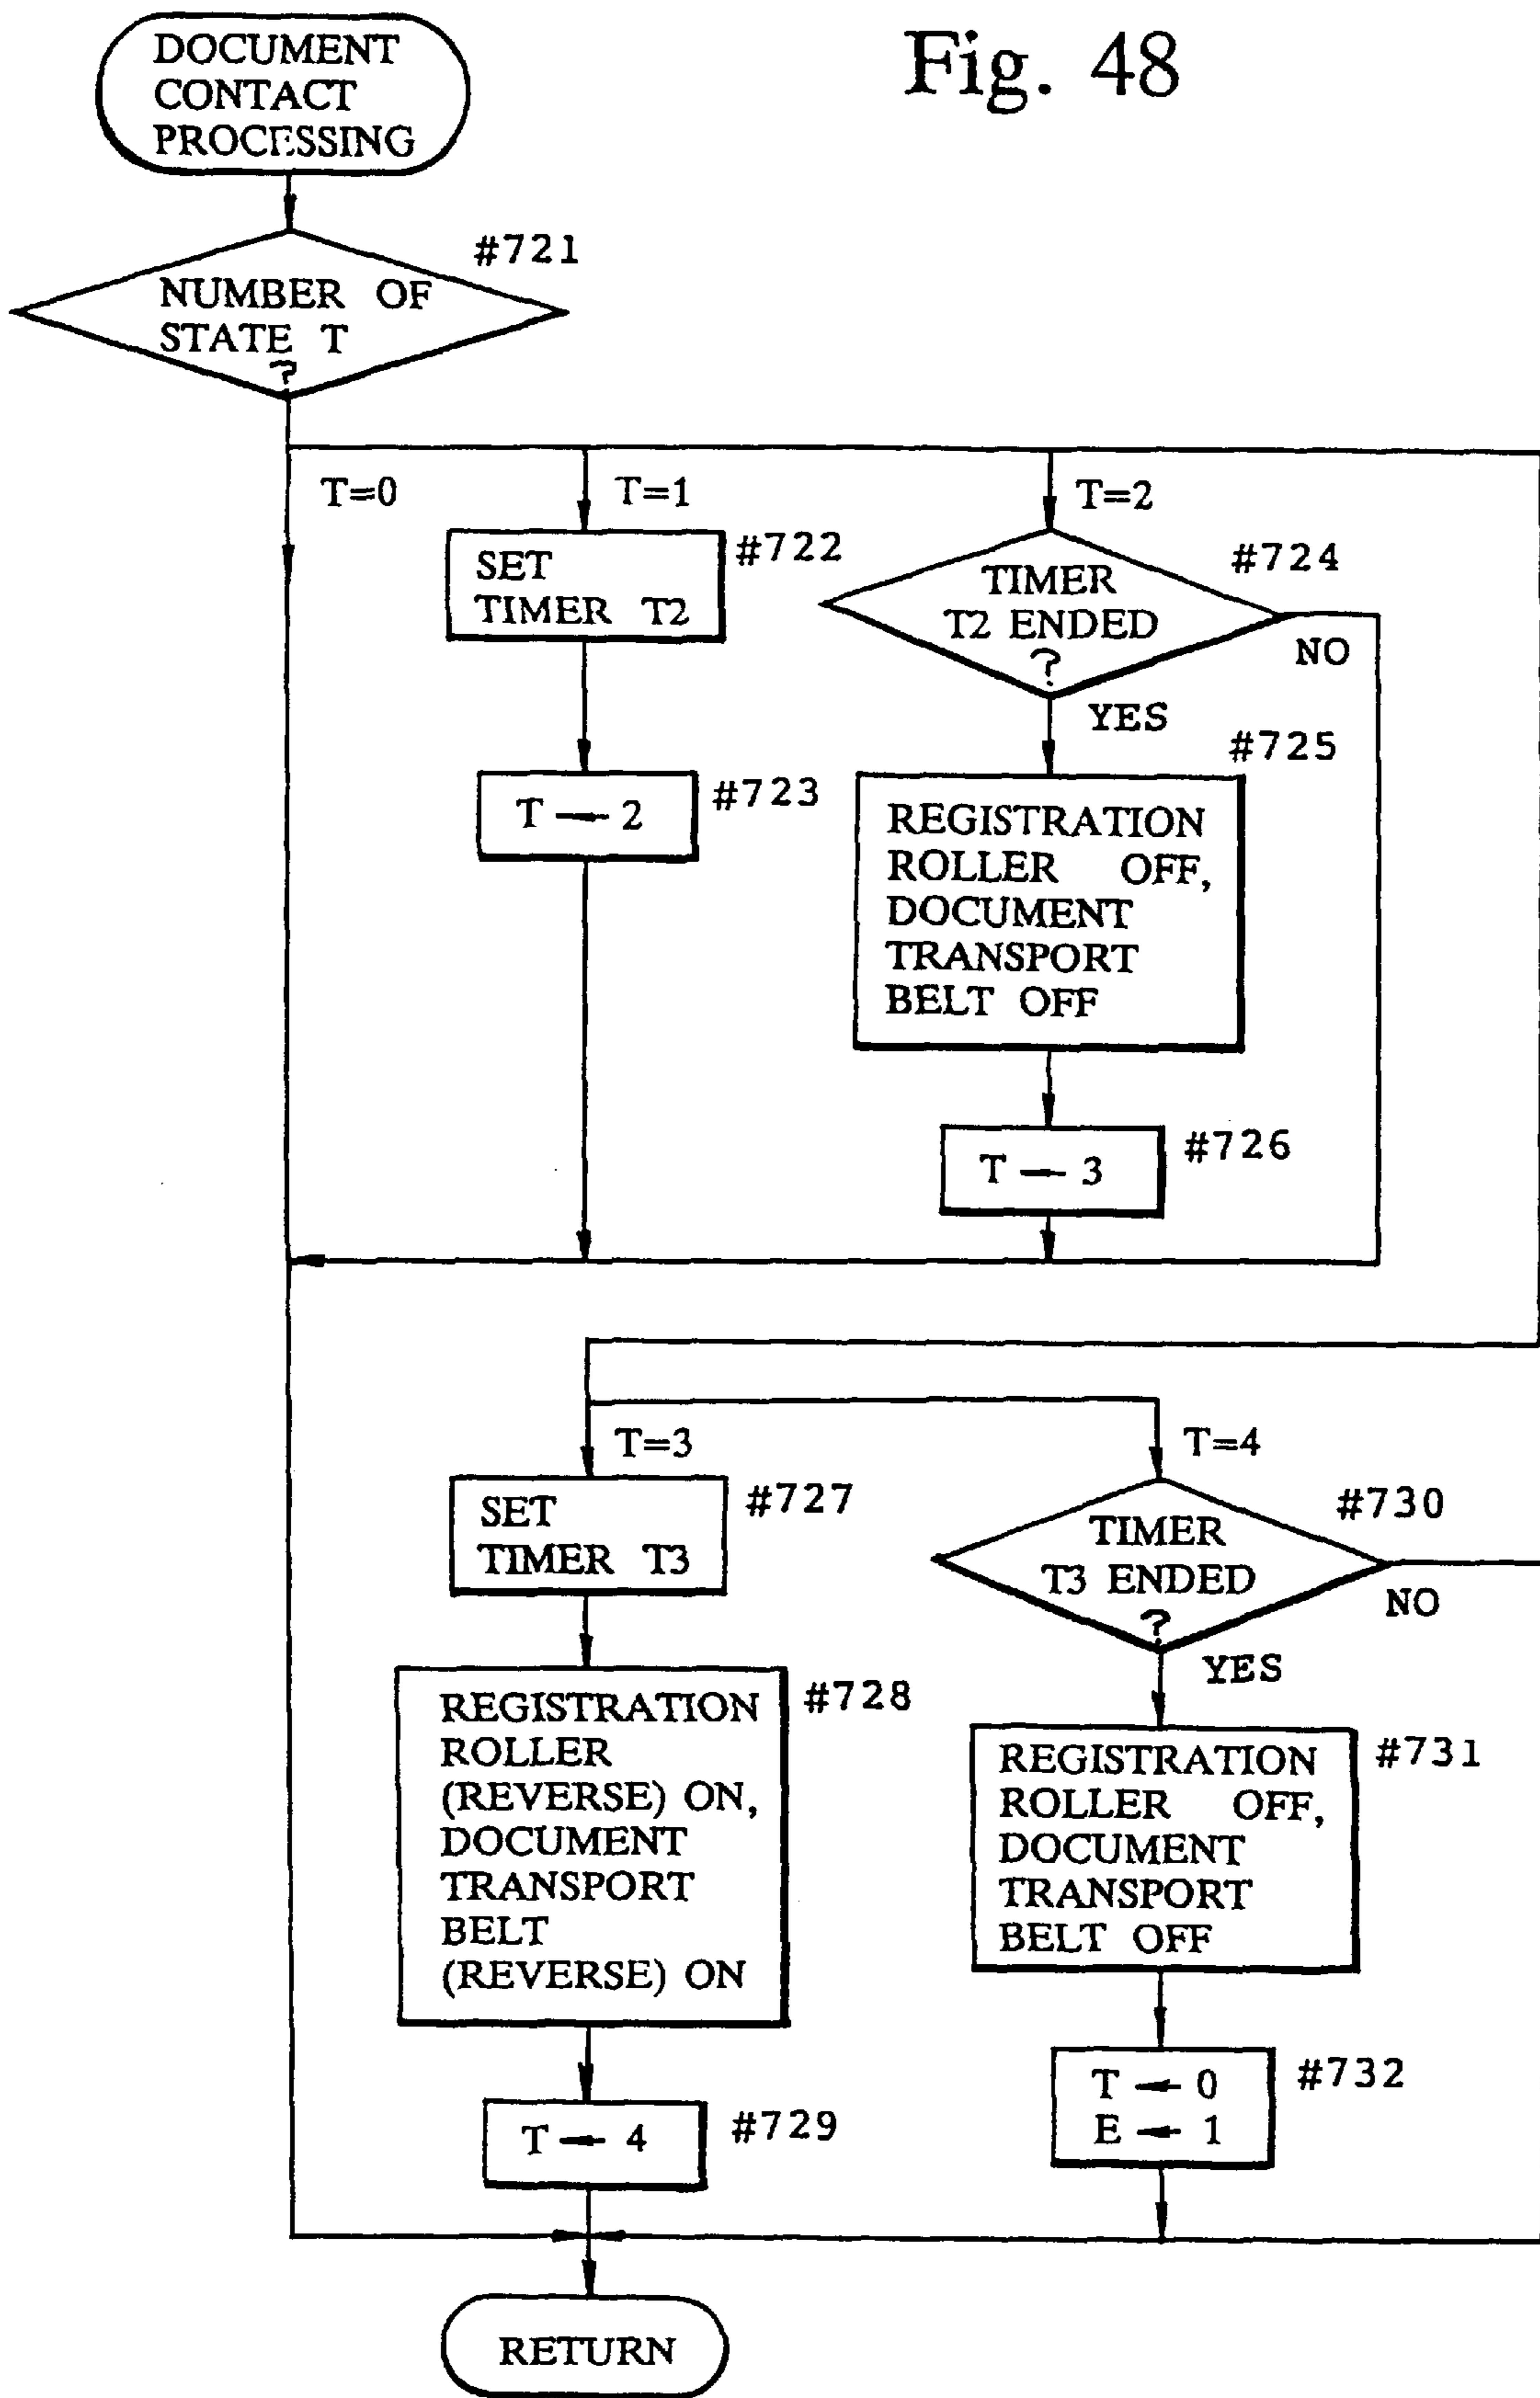 Fig. 48
DOCUMENT
CONTACT
PROCESSING
#721
NUMBER OF
STATE T
?
T=0
T=1
T=2
SET
TIMER T2
#722
#724
TIMER
T2 ENDED
?
NO
YES
T ← 2
#723
#725
REGISTRATION
ROLLER OFF,
DOCUMENT
TRANSPORT
BELT OFF
T ← 3
#726
T=3
T=4
SET
TIMER T3
#727
#730
TIMER
T3 ENDED
?
NO
YES
REGISTRATION
ROLLER
(REVERSE) ON,
DOCUMENT
TRANSPORT
BELT
(REVERSE) ON
#728
REGISTRATION
ROLLER OFF,
DOCUMENT
TRANSPORT
BELT OFF
#731
T ← 4
#729
T ← 0
E ← 1
#732
RETURN